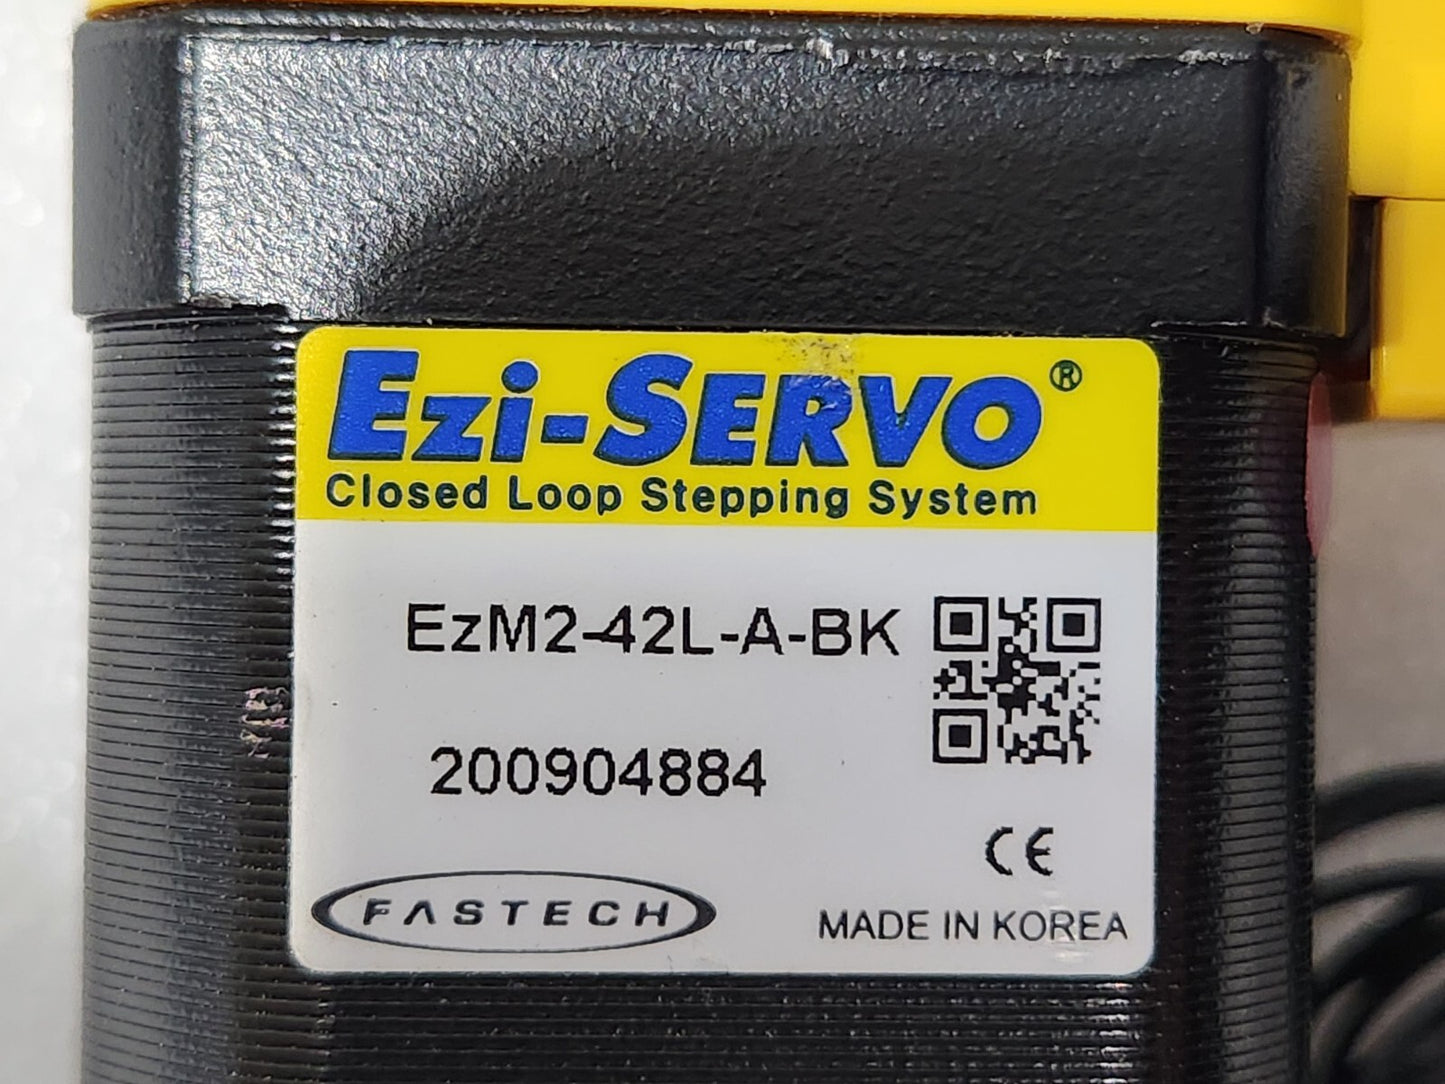 Ezi-SERVO®
Closed Loop Stepping System
EzM2-42L-A-BK
200904884
CE
FASTECH
MADE IN KOREA